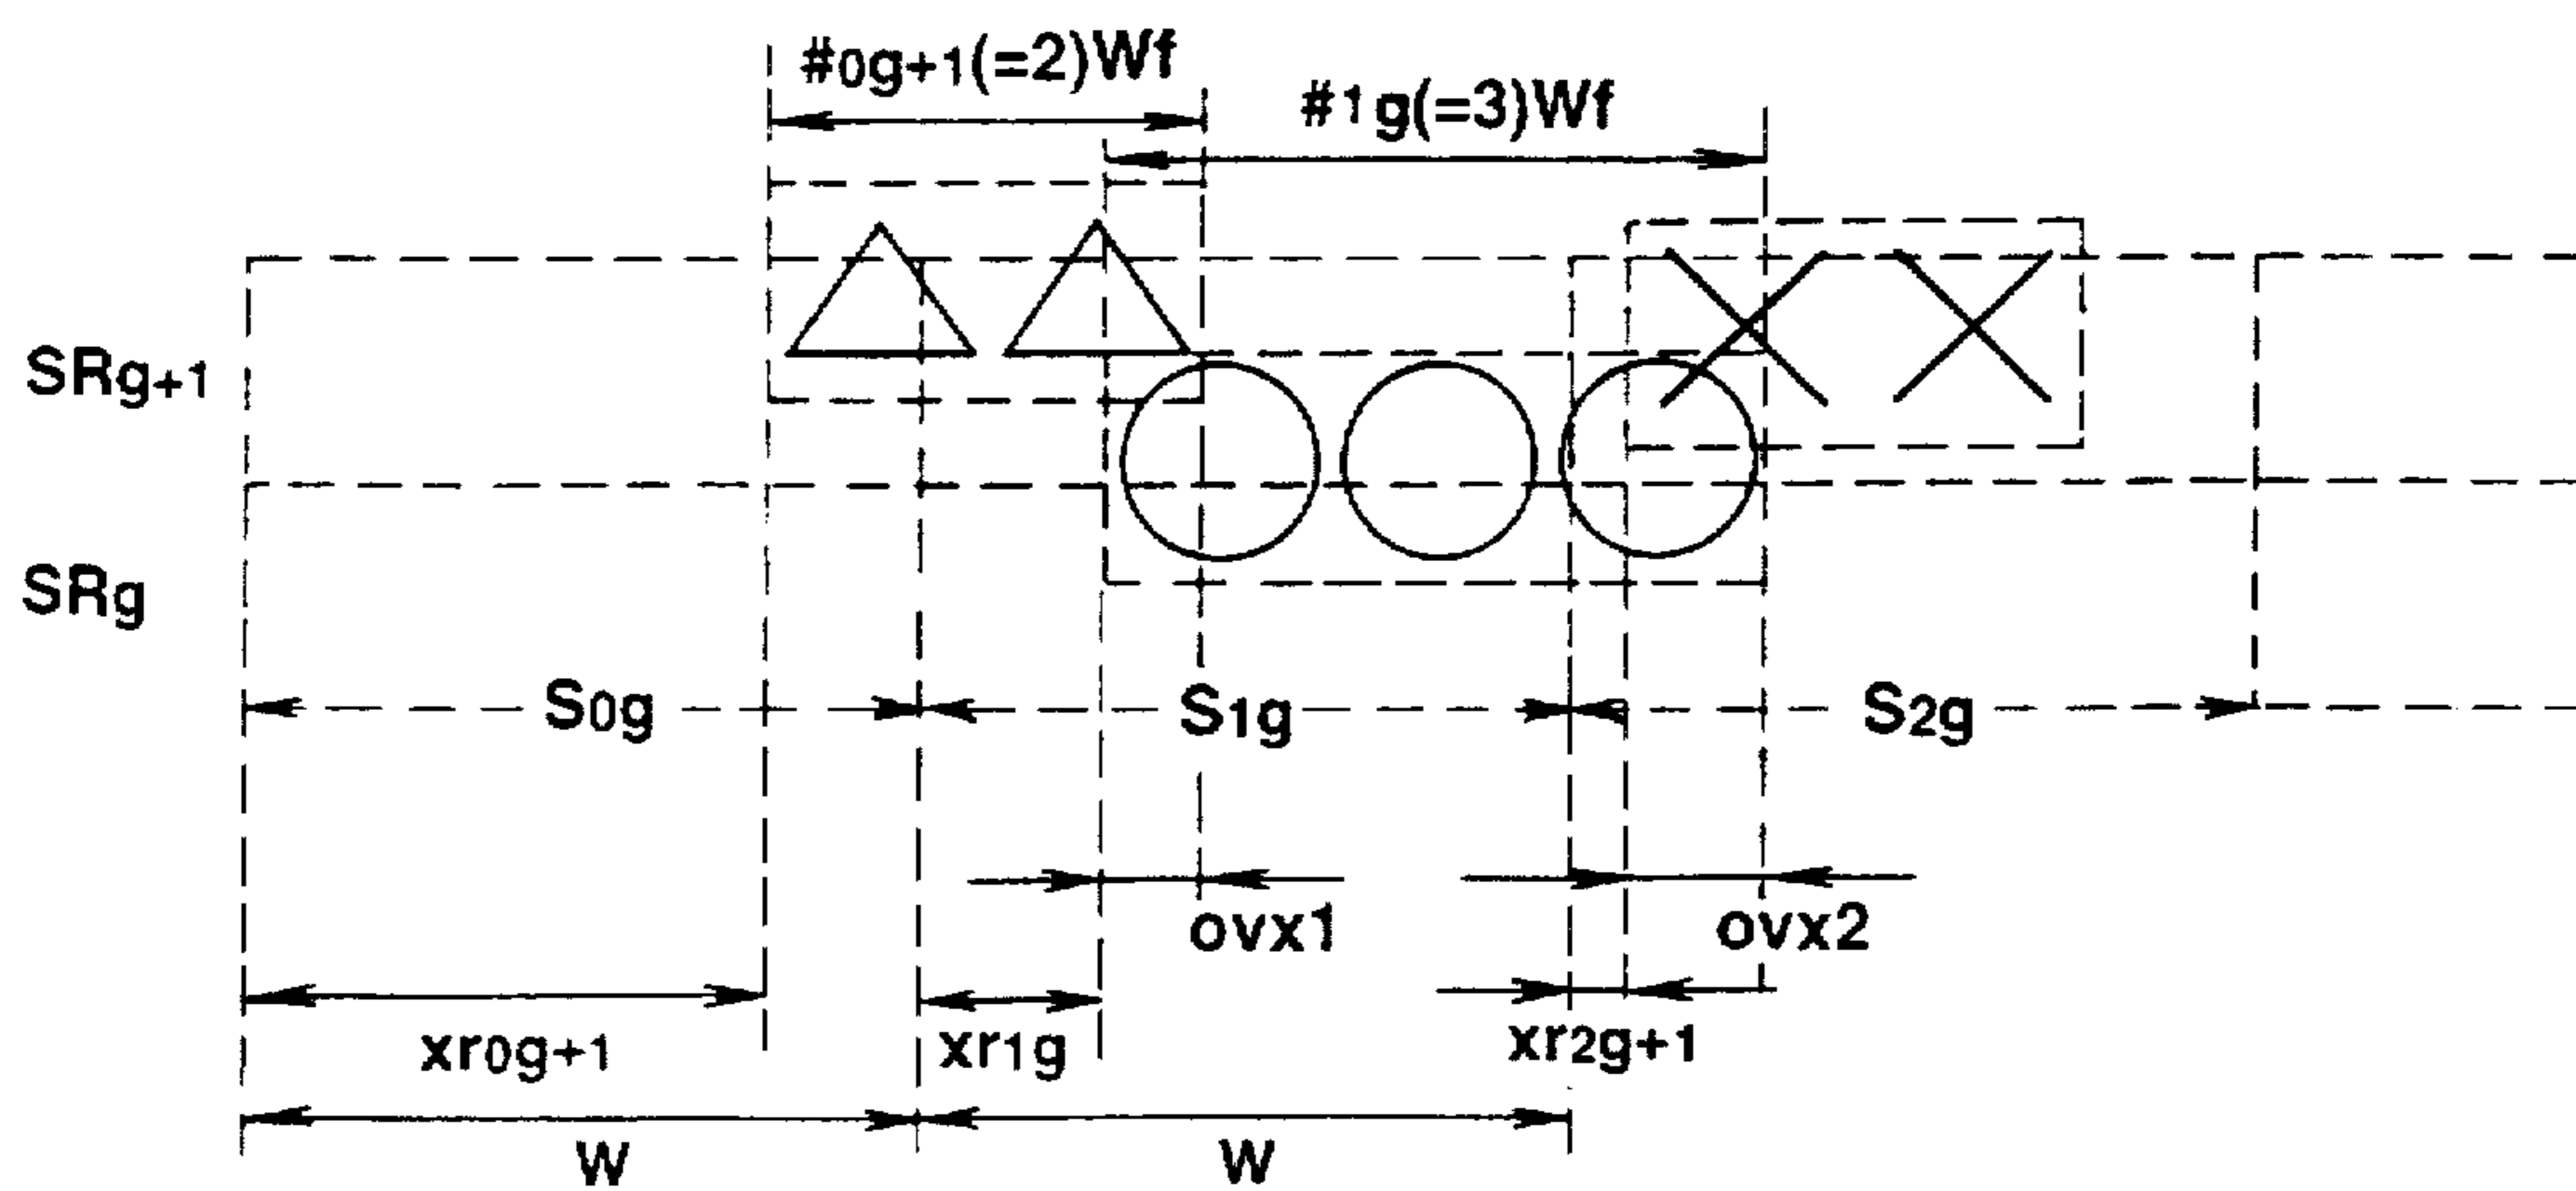 #0g+1(=2)Wf
#1g(=3)Wf
SRg+1
SRg
S0g
S1g
S2g
ovx1
ovx2
xr0g+1
xr1g
xr2g+1
W
W